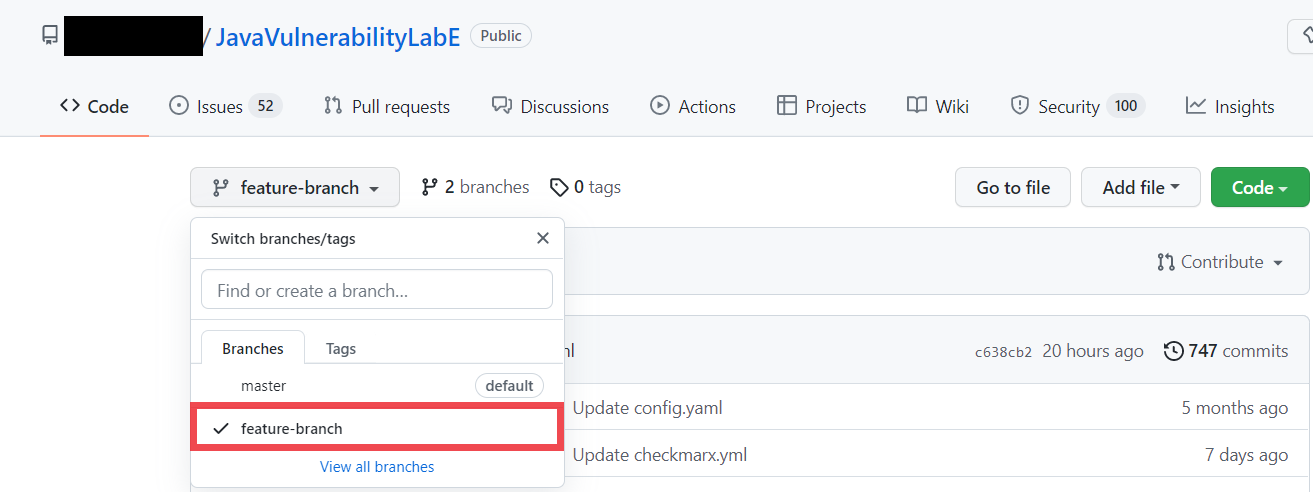 / JavaVulnerabilityLabE Public
Code Issues 52 Pull requests Discussions Actions Projects Wiki Security 100 Insights
feature-branch 2 branches 0 tags Go to file Add file Code
Switch branches/tags
Contribute
Find or create a branch...
Branches Tags
c638cb2 20 hours ago 747 commits
master default
Update config.yaml 5 months ago
feature-branch
Update checkmarx.yml 7 days ago
View all branches